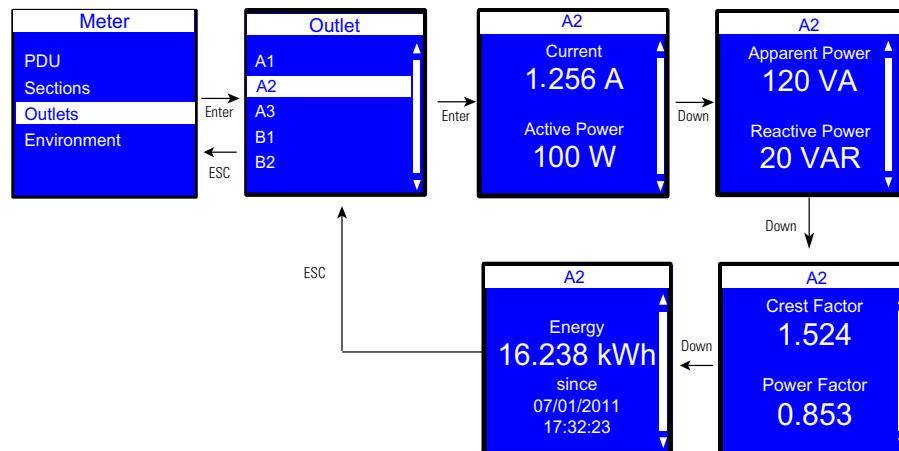 Meter
PDU
Sections
Outlets
Environment
Enter
ESC
Outlet
A1
A2
A3
B1
B2
Enter
A2
Current
1.256 A
Active Power
100 W
Down
A2
Apparent Power
120 VA
Reactive Power
20 VAR
Down
A2
Crest Factor
1.524
Power Factor
0.853
Down
A2
Energy
16.238 kWh
since
07/01/2011
17:32:23
ESC